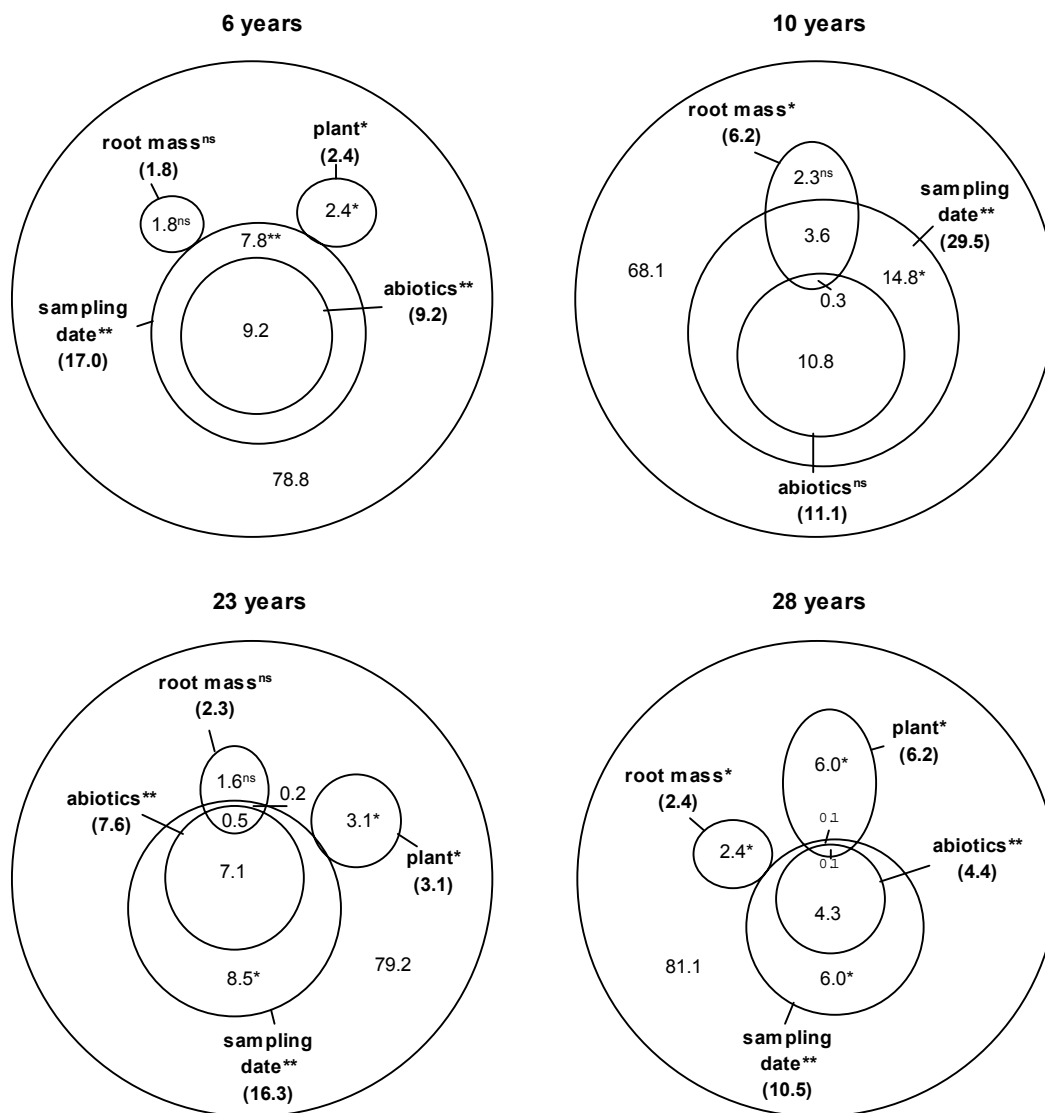 6 years
root mass^ns
(1.8)
plant*
(2.4)
1.8^ns
2.4*
7.8**
abiotics**
(9.2)
sampling
date**
(17.0)
9.2
78.8
10 years
root mass*
(6.2)
2.3^ns
sampling
date**
(29.5)
3.6
68.1
14.8*
0.3
10.8
abiotics^ns
(11.1)
23 years
root mass^ns
(2.3)
1.6^ns
abiotics**
(7.6)
0.2
0.5
3.1*
7.1
plant*
(3.1)
79.2
8.5*
sampling
date**
(16.3)
28 years
plant*
(6.2)
6.0*
root mass*
(2.4)
0.1
2.4*
0.1
abiotics**
(4.4)
4.3
81.1
6.0*
sampling
date**
(10.5)